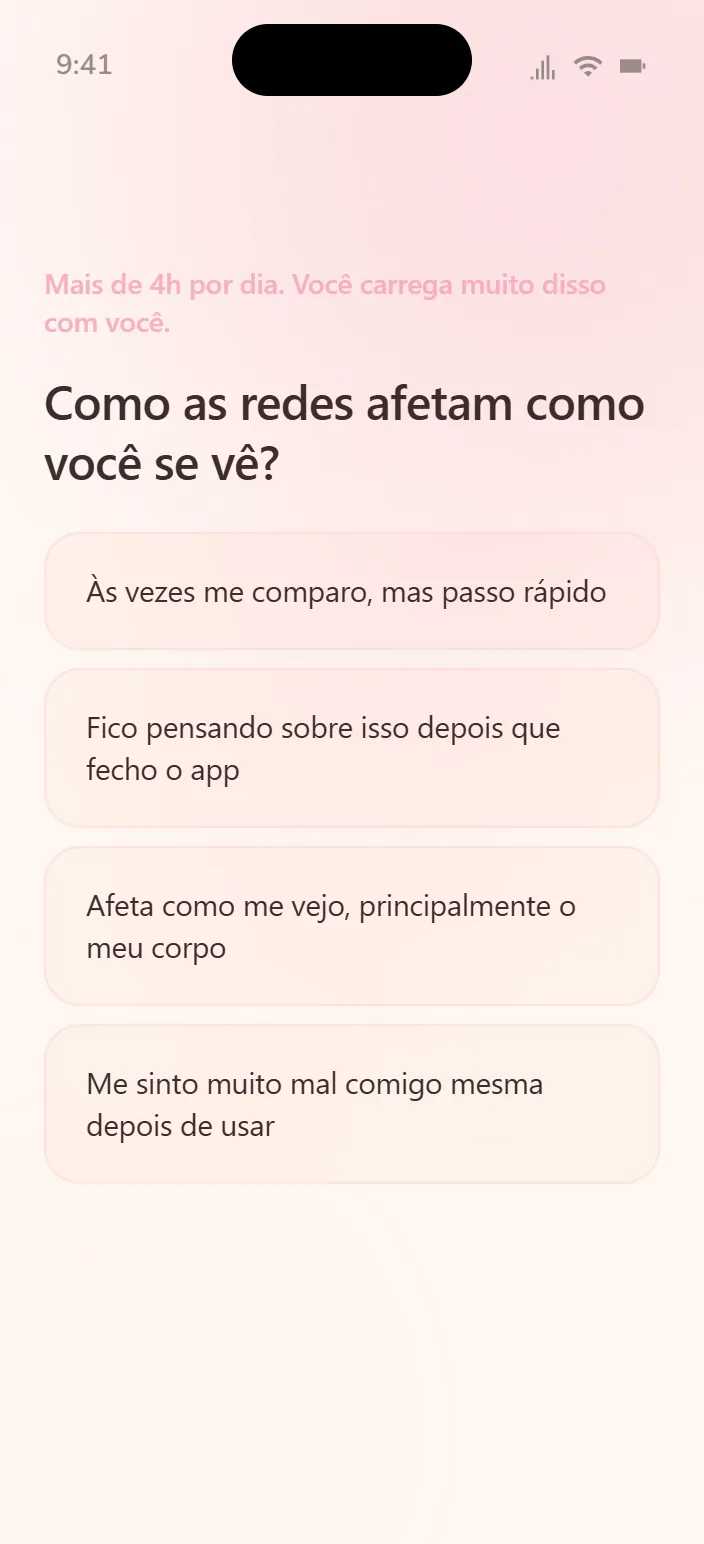 9:41
Mais de 4h por dia. Você carrega muito disso
com você.
Como as redes afetam como
você se vê?
Às vezes me comparo, mas passo rápido
Fico pensando sobre isso depois que
fecho o app
Afeta como me vejo, principalmente o
meu corpo
Me sinto muito mal comigo mesma
depois de usar